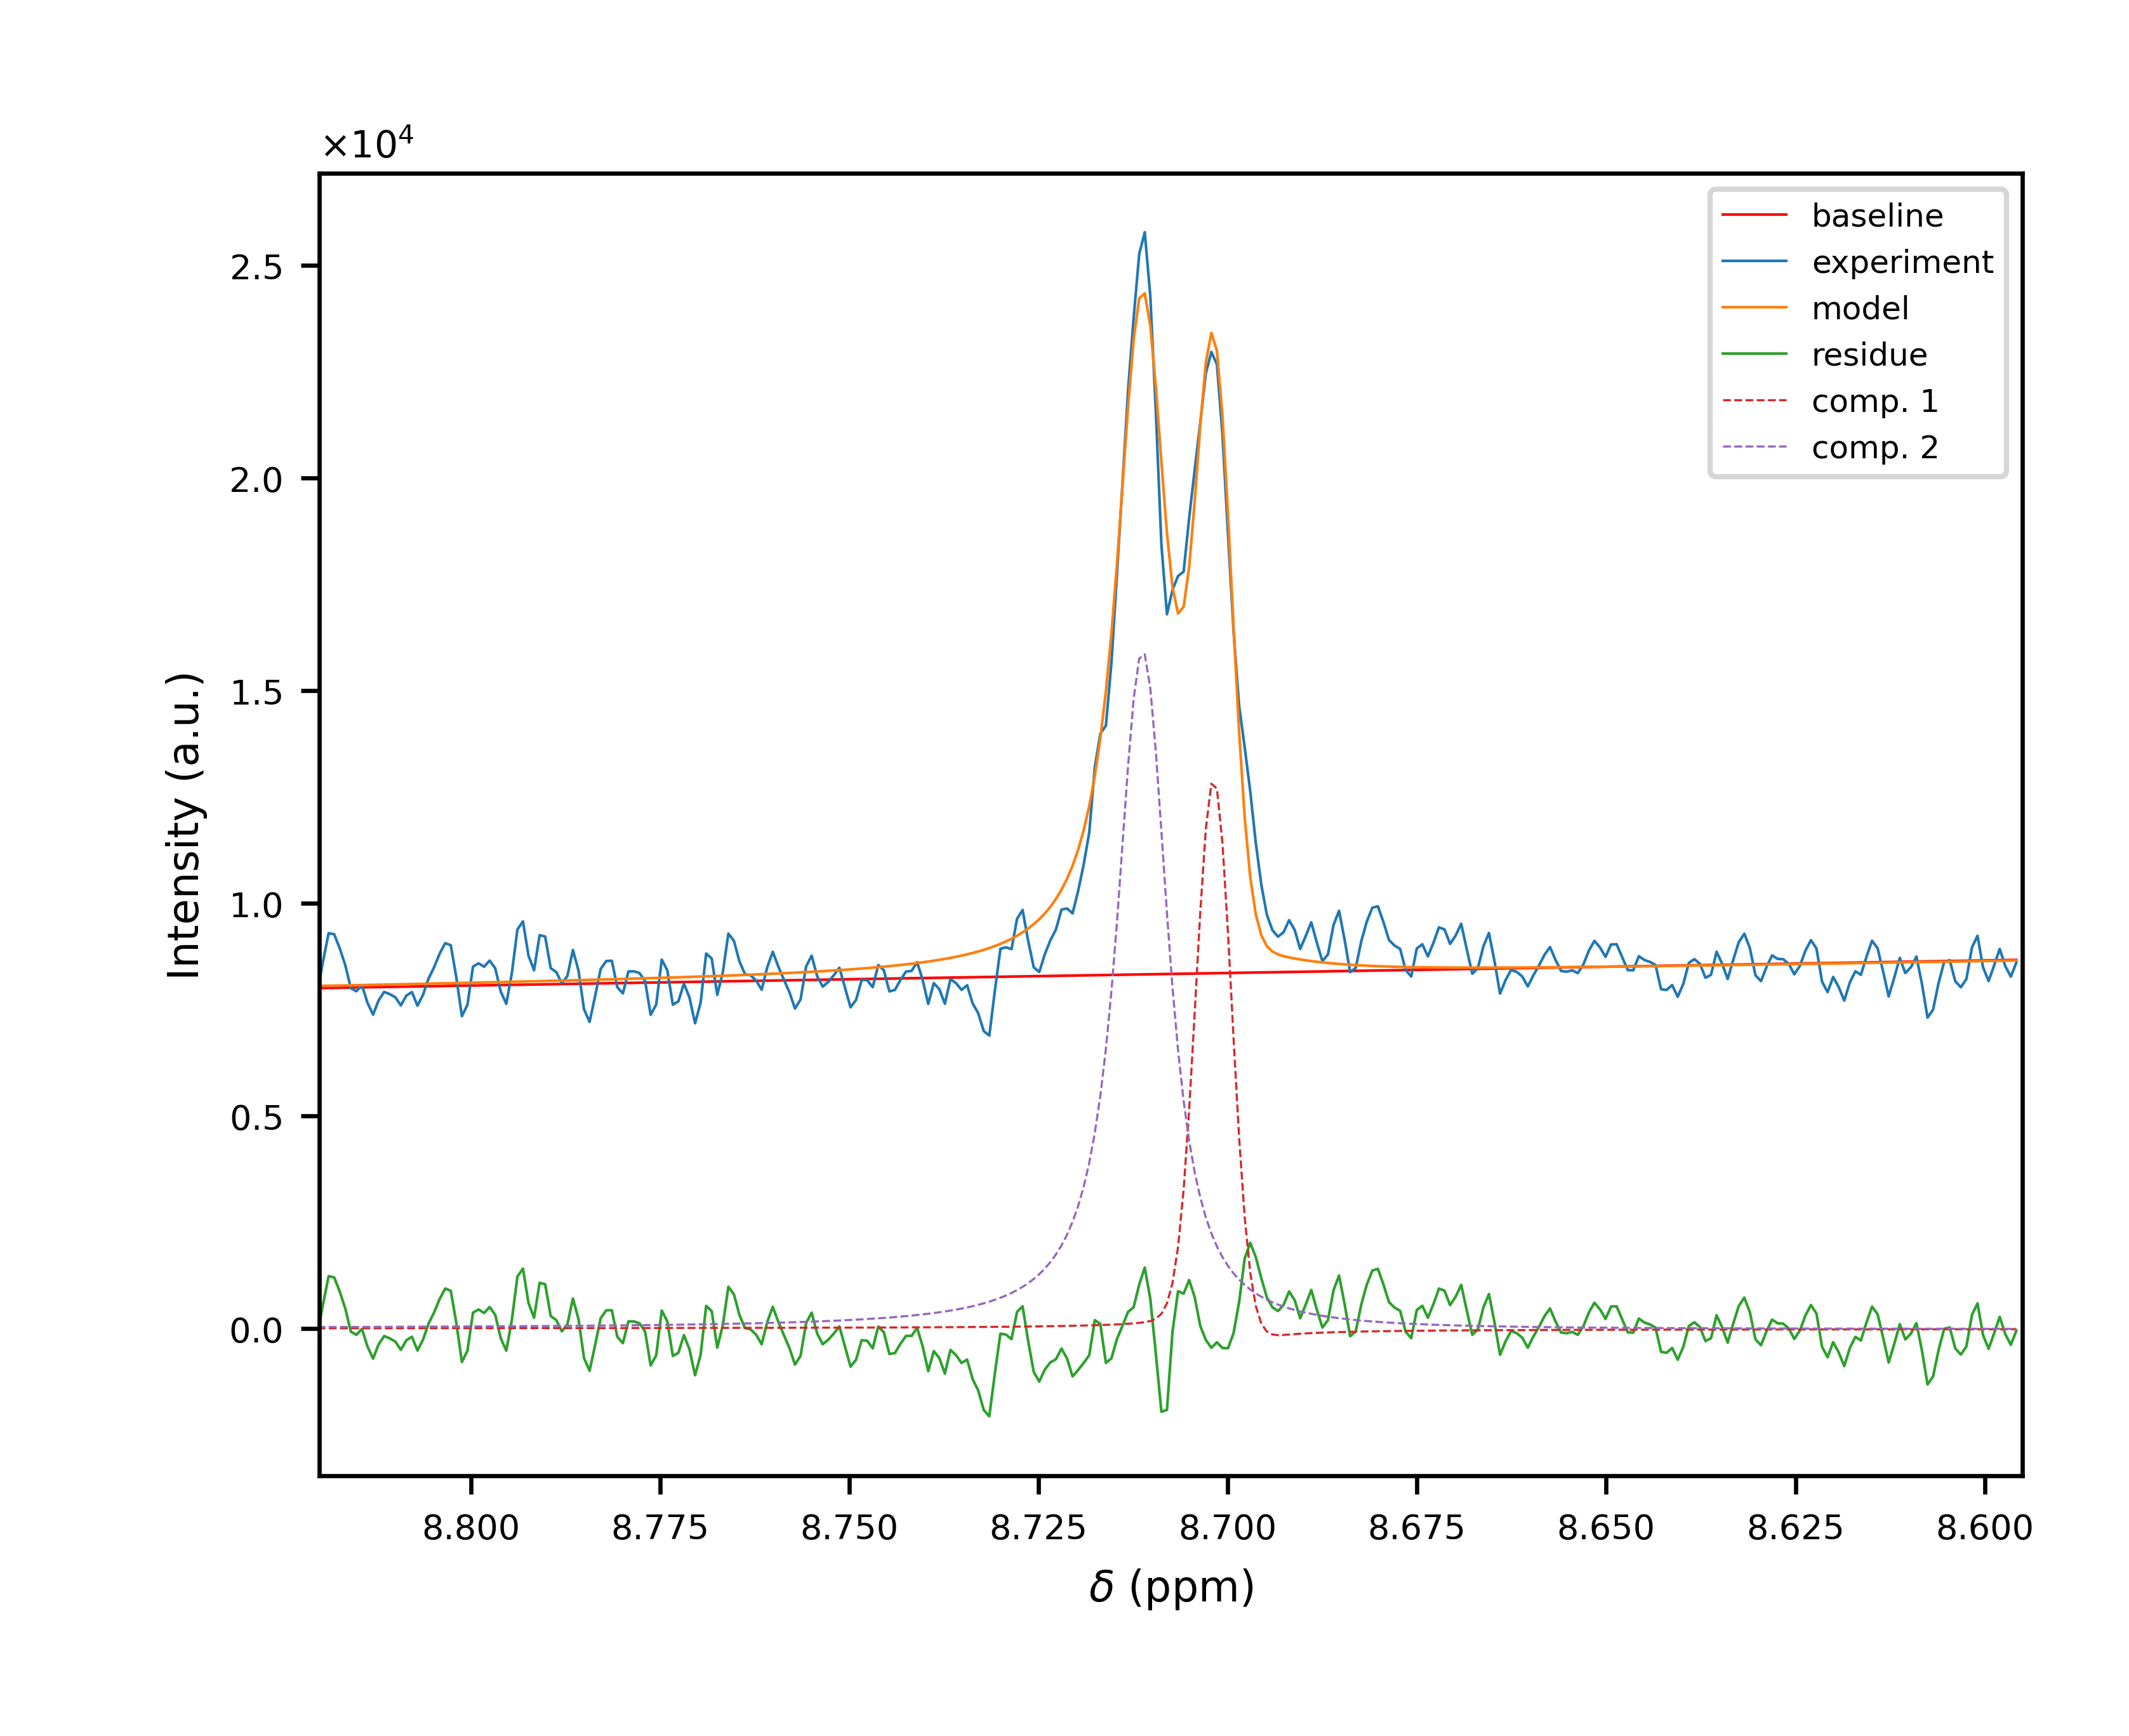 ×10⁴
2.5
2.0
1.5
1.0
0.5
0.0
Intensity (a.u.)
baseline
experiment
model
residue
comp. 1
comp. 2
8.800 8.775 8.750 8.725 8.700 8.675 8.650 8.625 8.600
δ (ppm)